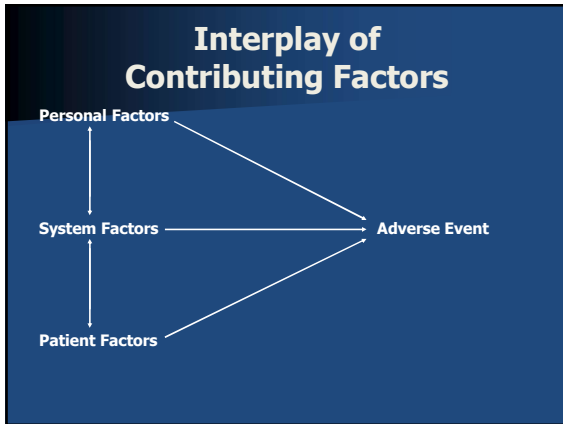 Interplay of
Contributing Factors
Personal Factors
System Factors
Adverse Event
Patient Factors